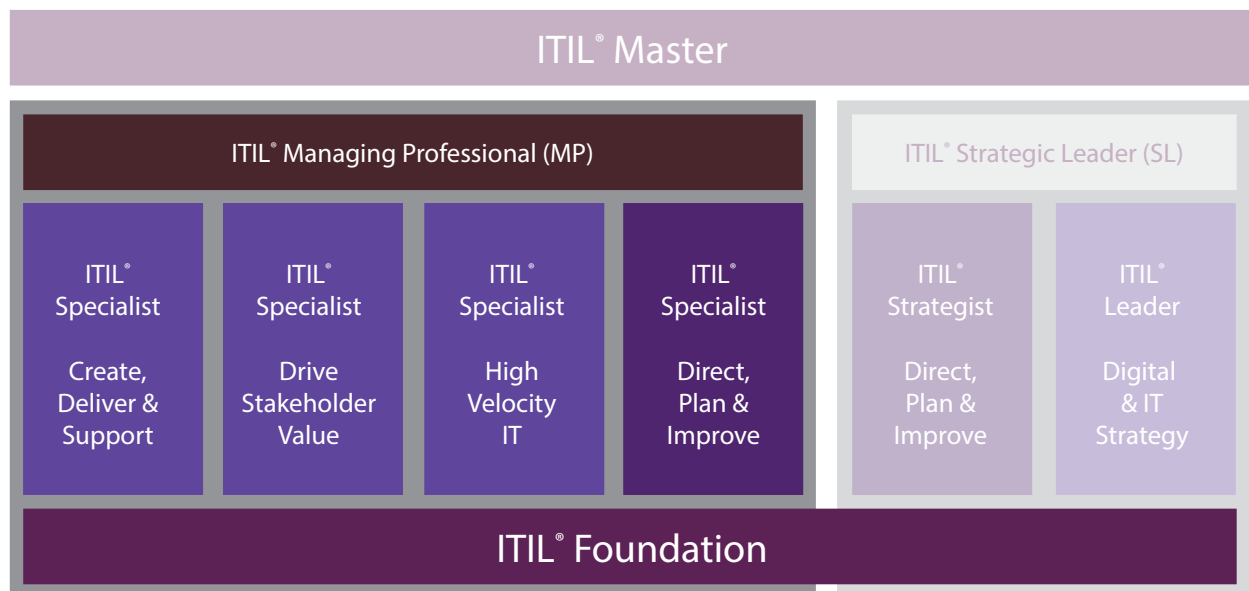 ITIL® Master
ITIL® Managing Professional (MP)
ITIL® Strategic Leader (SL)
ITIL®
Specialist
Create,
Deliver &
Support
ITIL®
Specialist
Drive
Stakeholder
Value
ITIL®
Specialist
High
Velocity
IT
ITIL®
Specialist
Direct,
Plan &
Improve
ITIL®
Strategist
Direct,
Plan &
Improve
ITIL®
Leader
Digital
& IT
Strategy
ITIL® Foundation